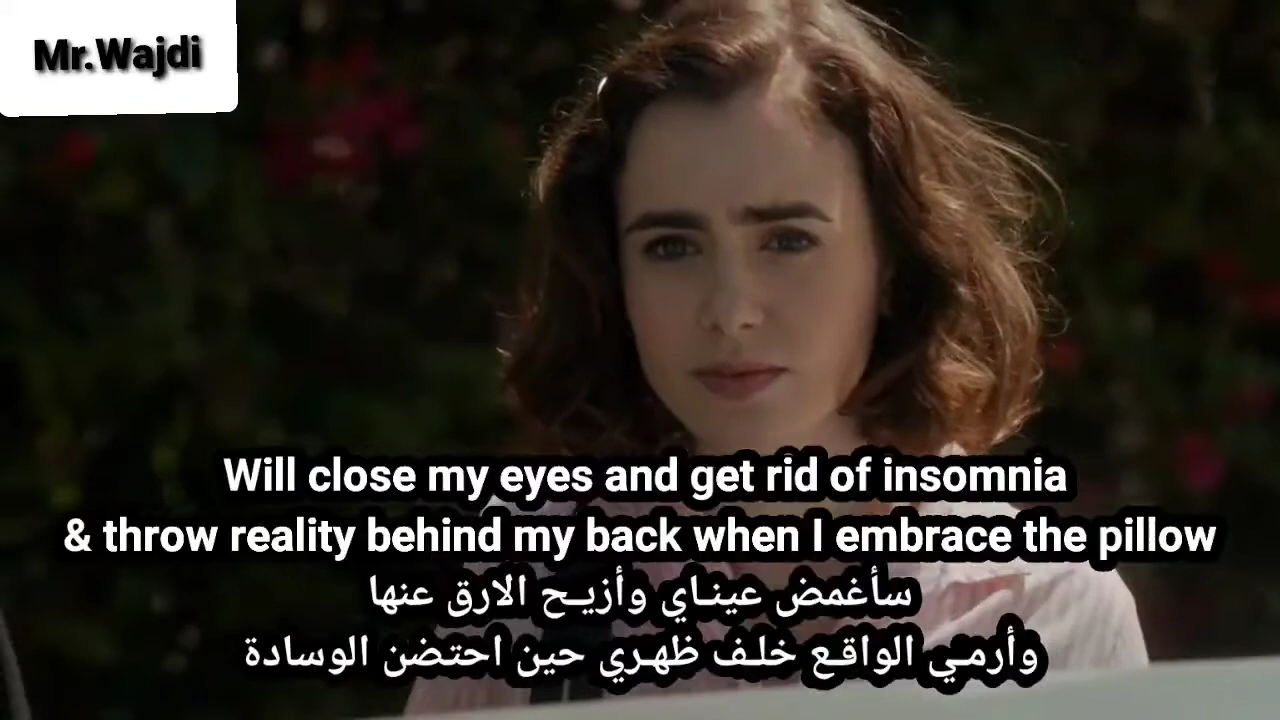 Mr.Wajdi
Will close my eyes and get rid of insomnia
& throw reality behind my back when I embrace the pillow
سأغمض عيناي وأزيح الارق عنها
وأرمي الواقع خلف ظهري حين احتضن الوسادة